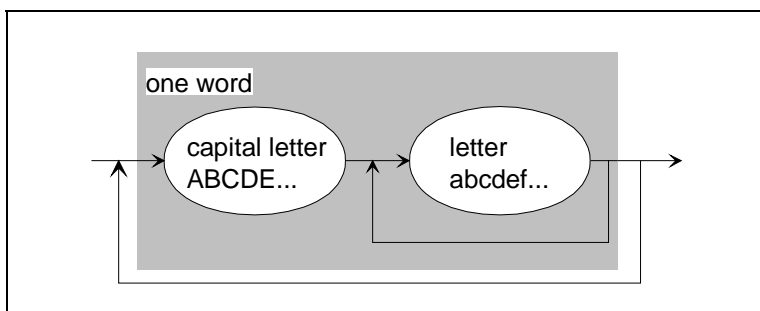 one word
capital letter
ABCDE...
letter
abcdef...